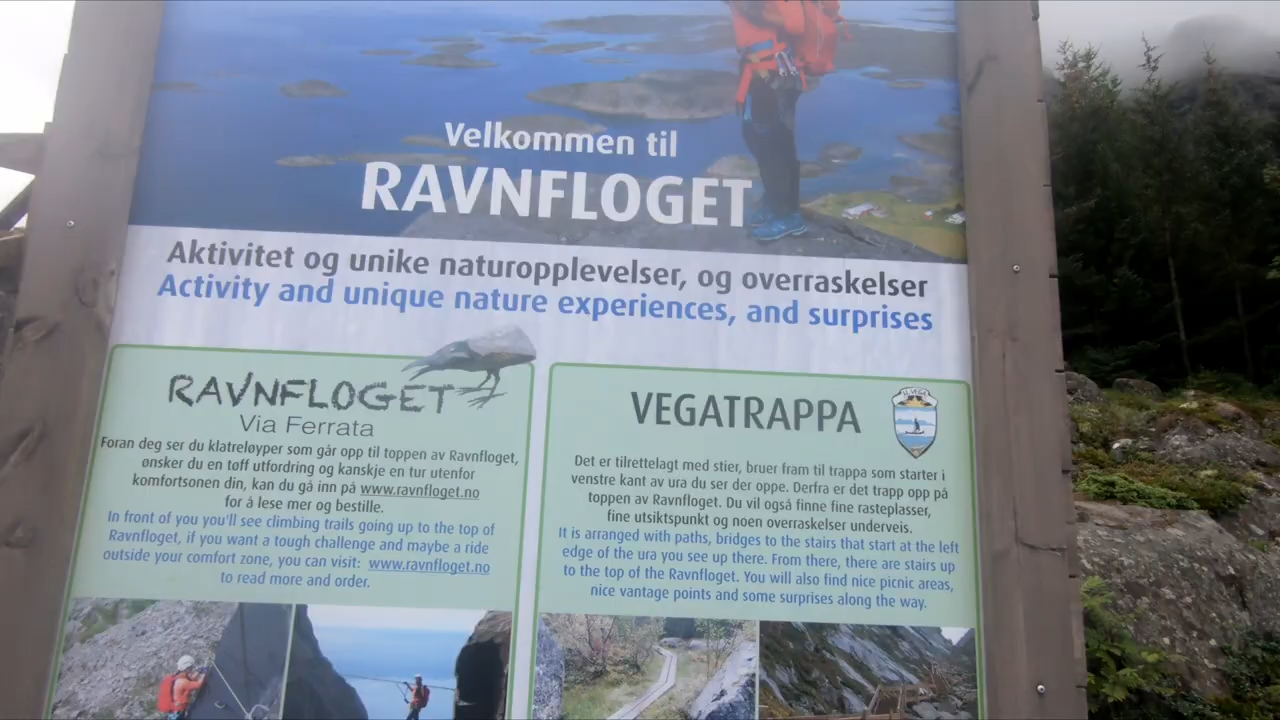 Velkommen til
RAVNFLOGET
Aktivitet og unike naturopplevelser, og overraskelser
Activity and unique nature experiences, and surprises
RAVNFLOGET
Via Ferrata
Foran deg ser du klatreløyper som går opp til toppen av Ravnfloget,
ønsker du en tøff utfordring og kanskje en tur utenfor
komfortsonen din, kan du gå inn på www.ravnfloget.no
for å lese mer og bestille.
In front of you you'll see climbing trails going up to the top of
Ravnfloget, if you want a tough challenge and maybe a ride
outside your comfort zone, you can visit: www.ravnfloget.no
to read more and order.
VEGATRAPPA
IL VEGA
Det er tilrettelagt med stier, bruer fram til trappa som starter i
venstre kant av ura du ser der oppe. Derfra er det trapp opp på
toppen av Ravnfloget. Du vil også finne fine rasteplasser,
fine utsiktspunkt og noen overraskelser underveis.
It is arranged with paths, bridges to the stairs that start at the left
edge of the ura you see up there. From there, there are stairs up
to the top of the Ravnfloget. You will also find nice picnic areas,
nice vantage points and some surprises along the way.